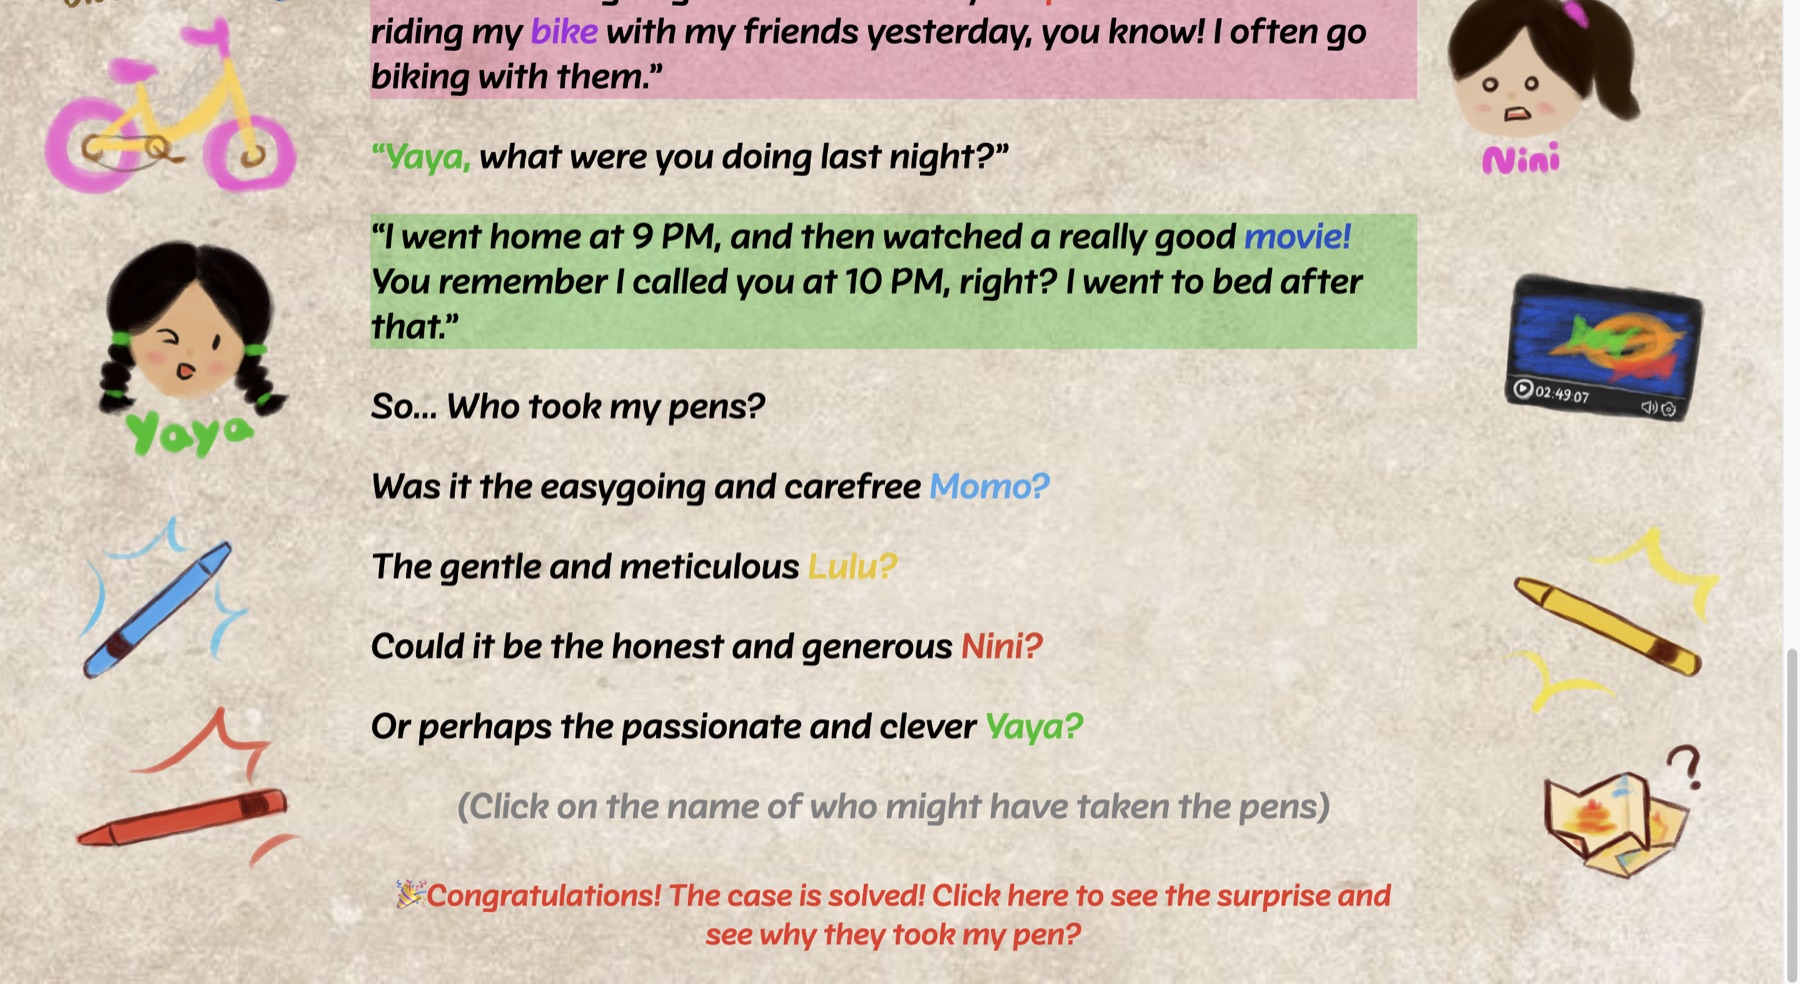 riding my bike with my friends yesterday, you know! I often go
biking with them.”
Nini
“Yaya, what were you doing last night?”
“I went home at 9 PM, and then watched a really good movie!
You remember I called you at 10 PM, right? I went to bed after
that.”
02:49:07
Yaya
So... Who took my pens?
Was it the easygoing and carefree Momo?
The gentle and meticulous Lulu?
Could it be the honest and generous Nini?
Or perhaps the passionate and clever Yaya?
?
(Click on the name of who might have taken the pens)
🎉Congratulations! The case is solved! Click here to see the surprise and
see why they took my pen?